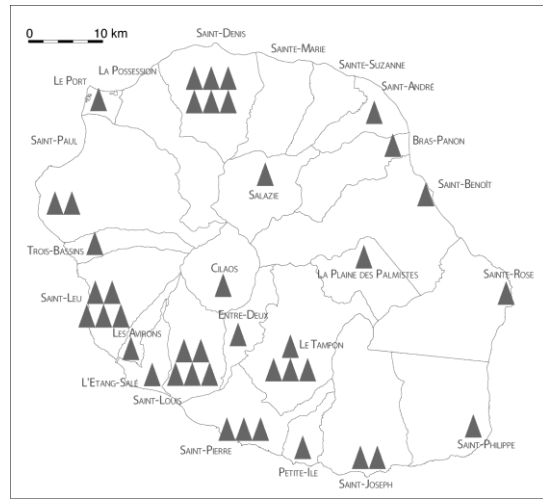 SAINT-DENIS
0 10 km
SAINTE-MARIE
SAINTE-SUZANNE
LA POSSESSION
LE PORT
SAINT-ANDRÉ
SAINT-PAUL
BRAS-PANON
SAINT-BENOÎT
SALAZIE
TROIS-BASSINS
CILAOS
LA PLAINE DES PALMISTES
SAINTE-ROSE
SAINT-LEU
ENTRE-DEUX
LES AVIRONS
LE TAMPON
L'ETANG-SALÉ
SAINT-LOUIS
SAINT-PIERRE
SAINT-PHILIPPE
PETITE-ILE
SAINT-JOSEPH